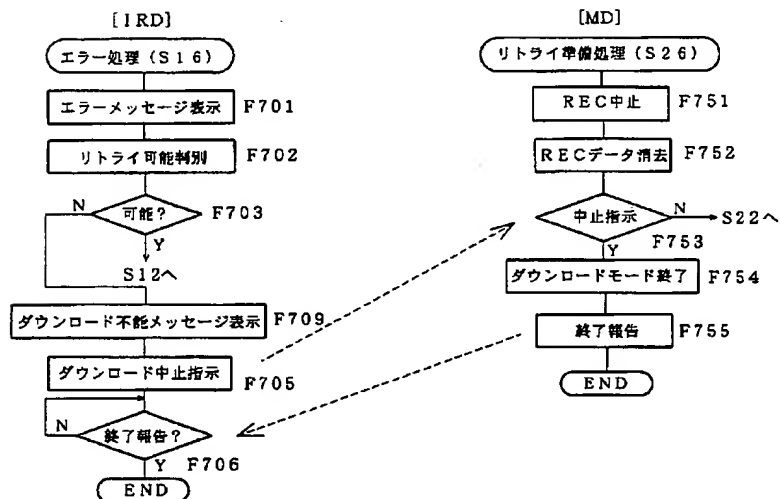 [IRD]
エラー処理(S16)
エラーメッセージ表示 F701
リトライ可能判別 F702
N 可能? F703
Y
S12へ
ダウンロード不能メッセージ表示 F709
ダウンロード中止指示 F705
N 終了報告?
Y F706
END
[MD]
リトライ準備処理(S26)
REC中止 F751
RECデータ消去 F752
中止指示 N S22へ
Y F753
ダウンロードモード終了 F754
終了報告 F755
END